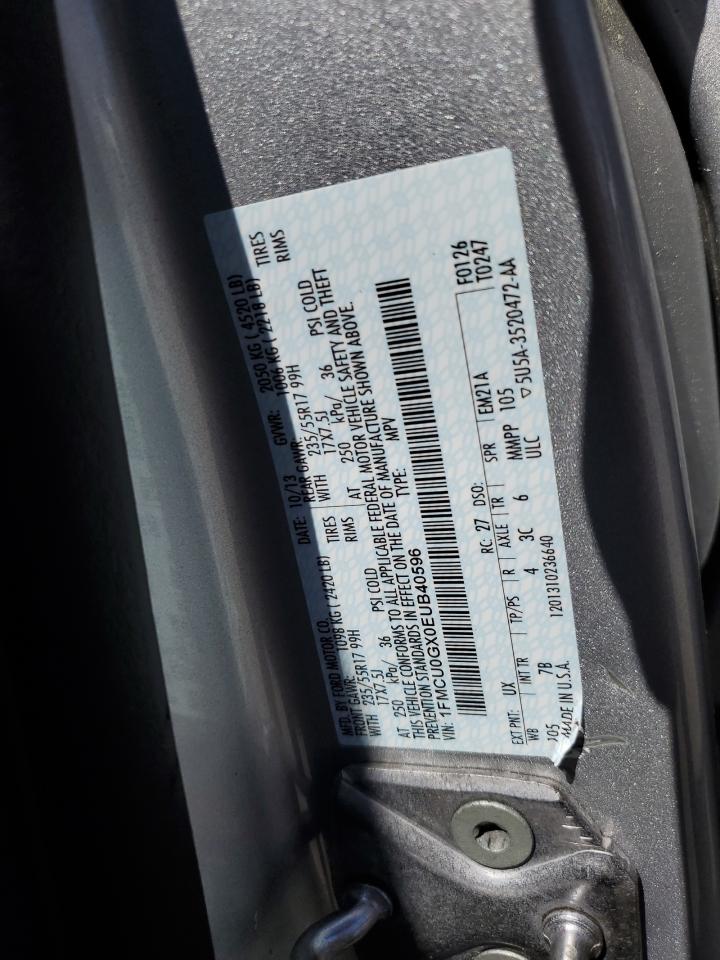 MFD. BY FORD MOTOR CO. DATE: 10/13 GVWR: 2050 KG ( 4520 LB)
FRONT GAWR: 1098 KG ( 2420 LB) REAR GAWR: 1006 KG ( 2218 LB)
WITH 235/55R17 99H TIRES WITH 235/55R17 99H TIRES
17X7.5J RIMS 17X7.5J RIMS
AT 250 kPa/ 36 PSI COLD AT 250 kPa/ 36 PSI COLD
THIS VEHICLE CONFORMS TO ALL APPLICABLE FEDERAL MOTOR VEHICLE SAFETY AND THEFT
PREVENTION STANDARDS IN EFFECT ON THE DATE OF MANUFACTURE SHOWN ABOVE.
VIN: 1FMCU0GX0EUB40596 TYPE: MPV
F0126
T0247
EXT PNT: UX RC: 27 DSO:
WB INT TR TP/PS R AXLE TR SPR EM21A
105 7B 4 3C 6 MMPP 105
MADE IN U.S.A. 1201310236640 ULC ▽5U5A-3520472-AA